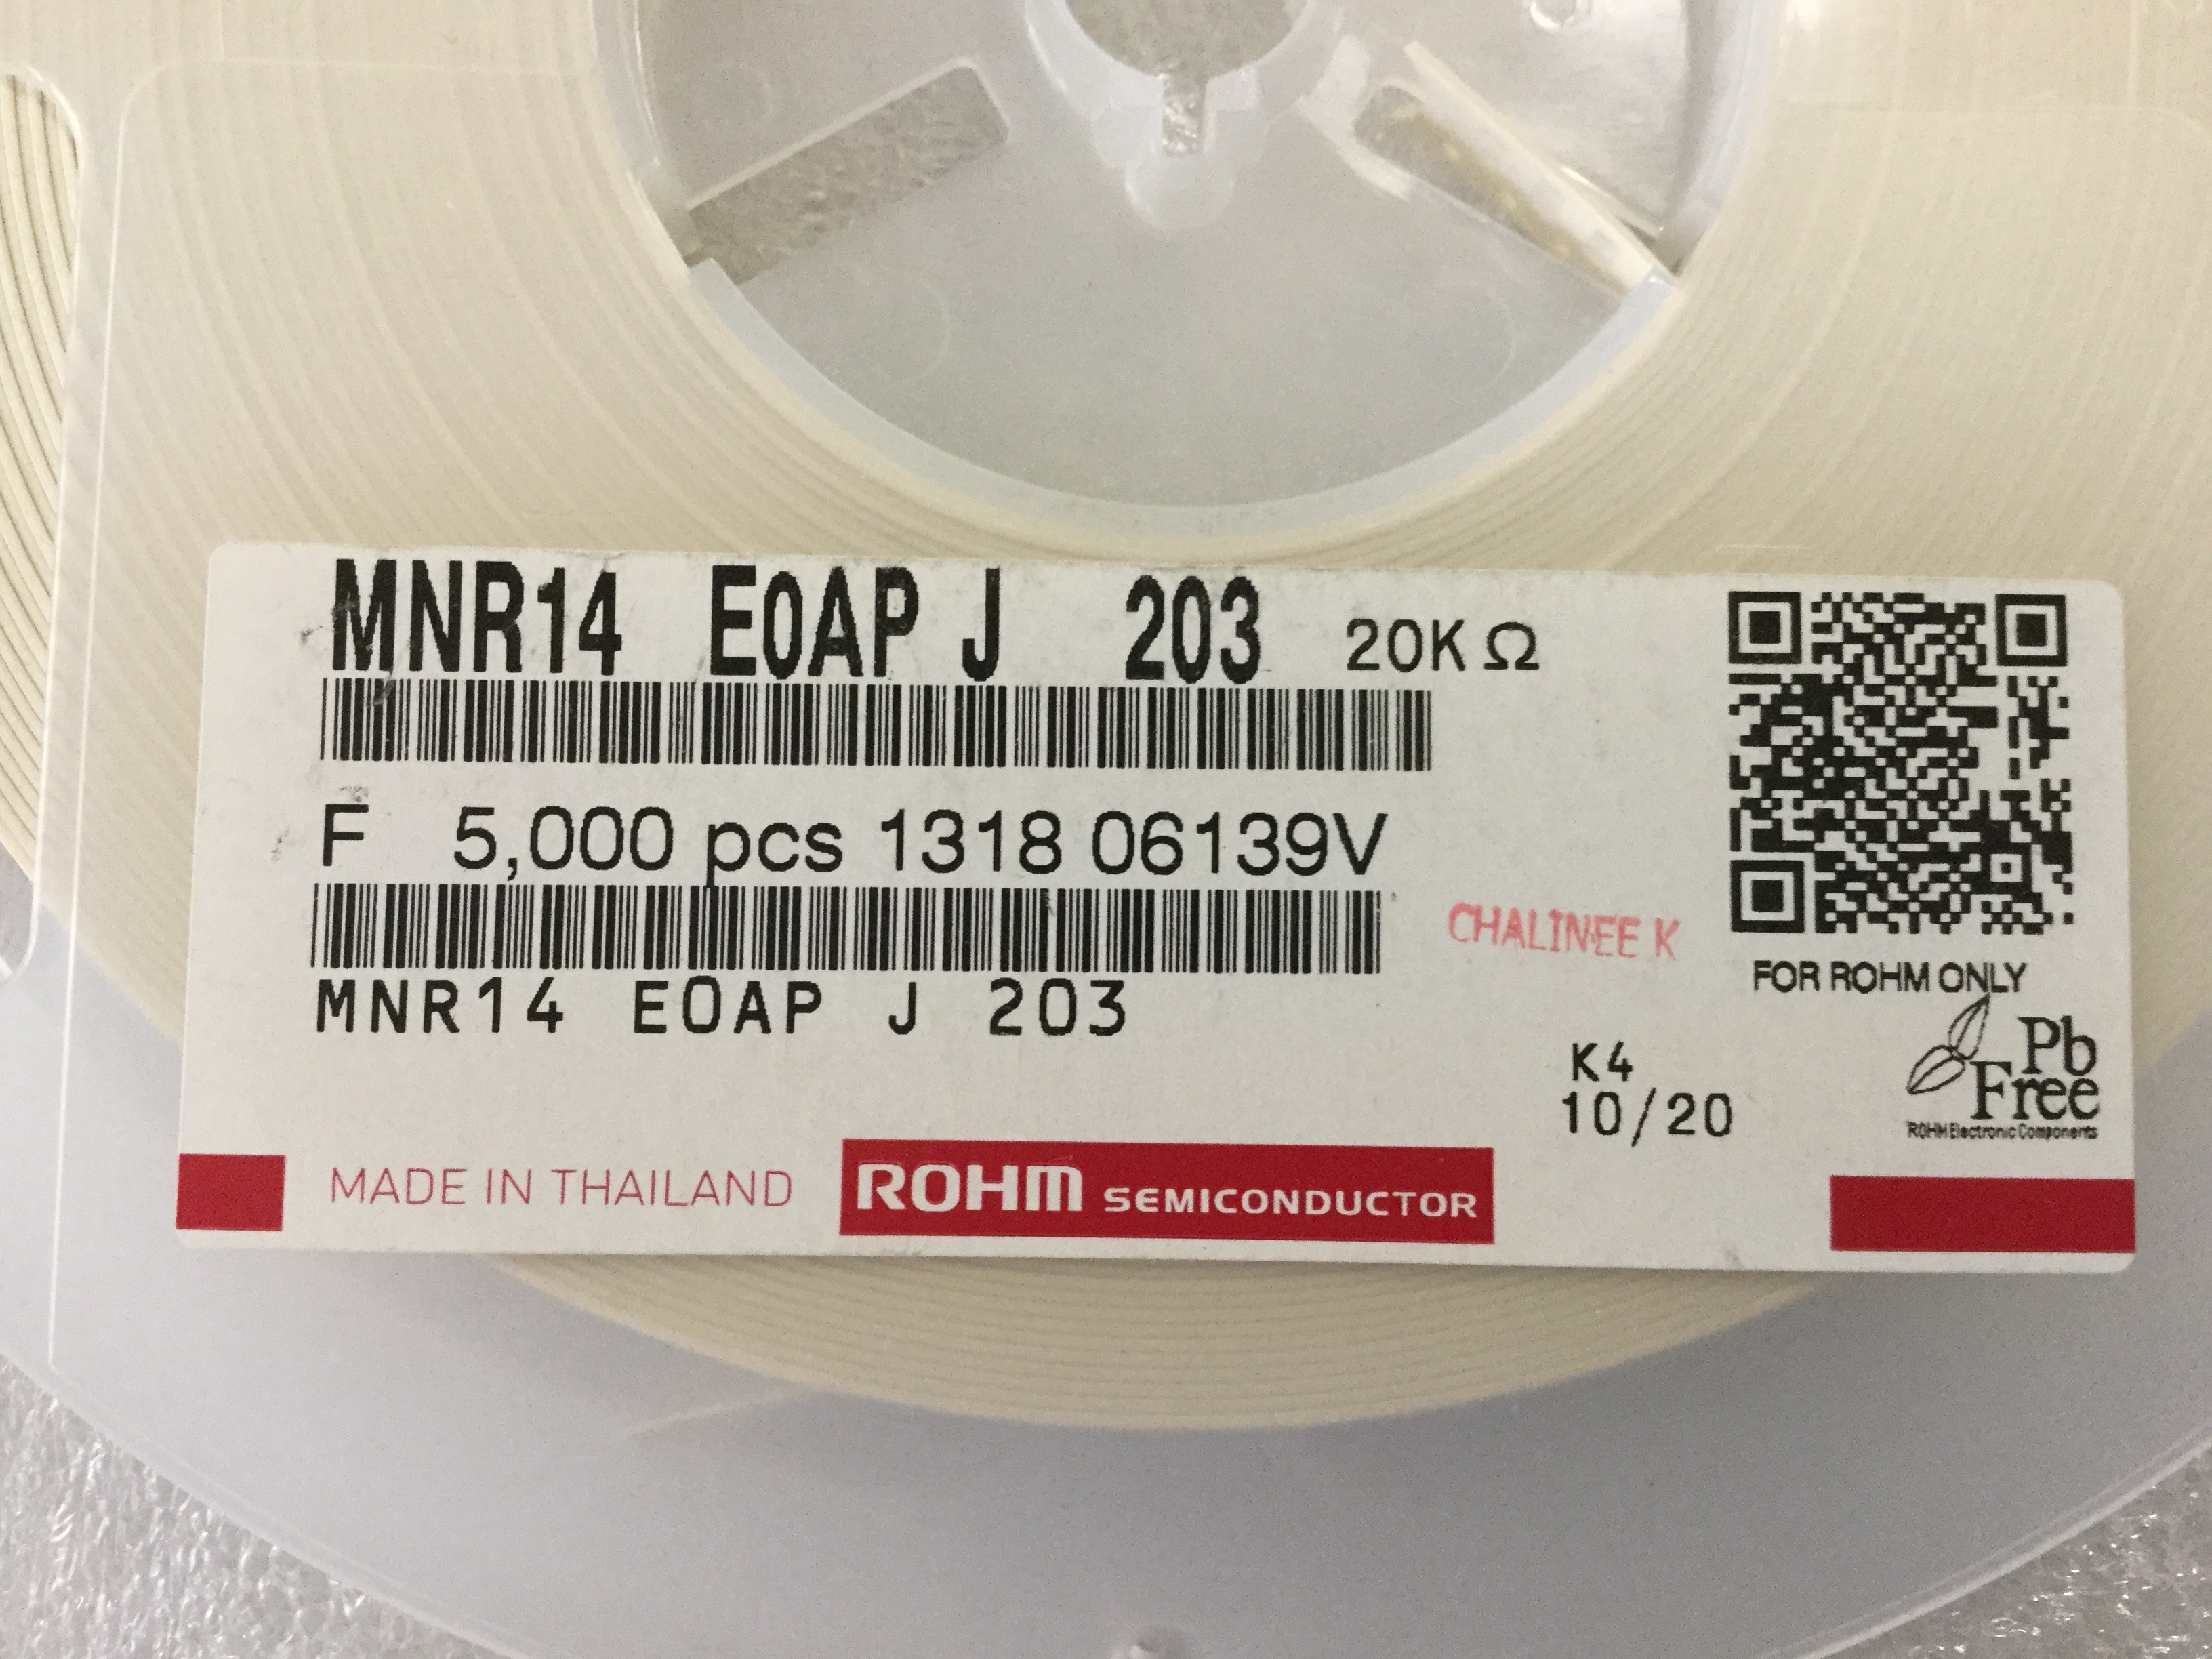 MNR14 E0AP J 203 20KΩ
F 5,000 pcs 1318 06139V
CHALINEE K
MNR14 E0AP J 203
FOR ROHM ONLY
K4
10/20
Pb
Free
ROHM Electronic Components
MADE IN THAILAND
ROHM SEMICONDUCTOR